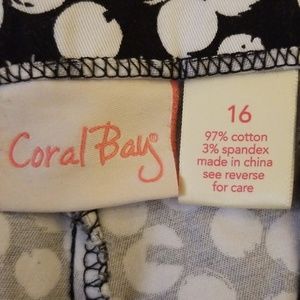 Coral Bay®
16
97% cotton
3% spandex
made in china
see reverse
for care